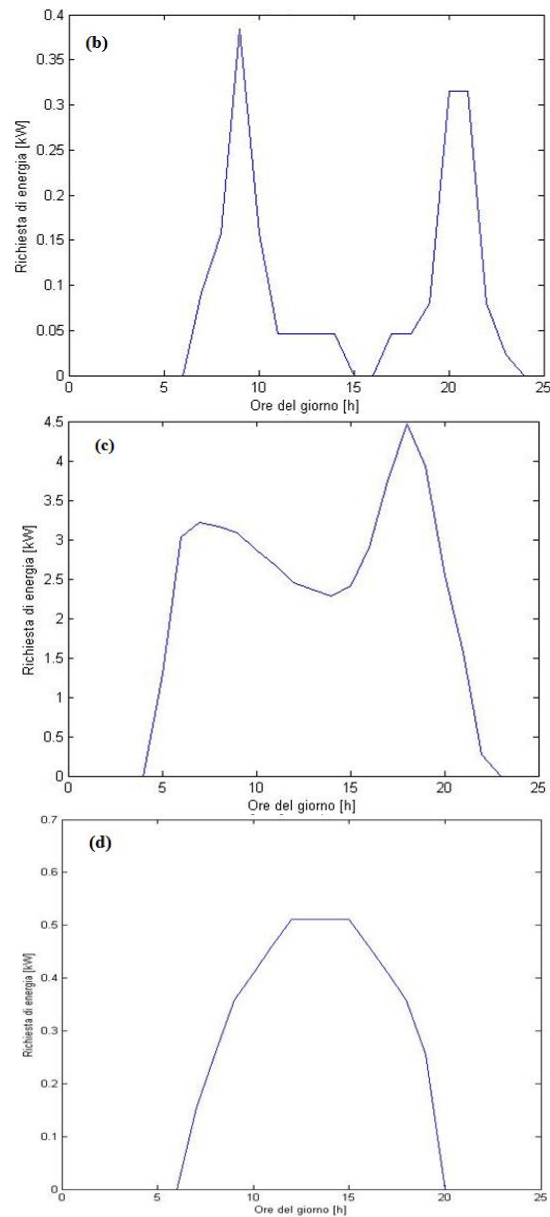 (b)
0.4
0.35
0.3
0.25
0.2
0.15
0.1
0.05
0
Richiesta di energia [kW]
0 5 10 15 20 25
Ore del giorno [h]
(c)
4.5
4
3.5
3
2.5
2
1.5
1
0.5
0
Richiesta di energia [kW]
0 5 10 15 20 25
Ore del giorno [h]
(d)
0.7
0.6
0.5
0.4
0.3
0.2
0.1
0
Richiesta di energia [kW]
0 5 10 15 20 25
Ore del giorno [h]